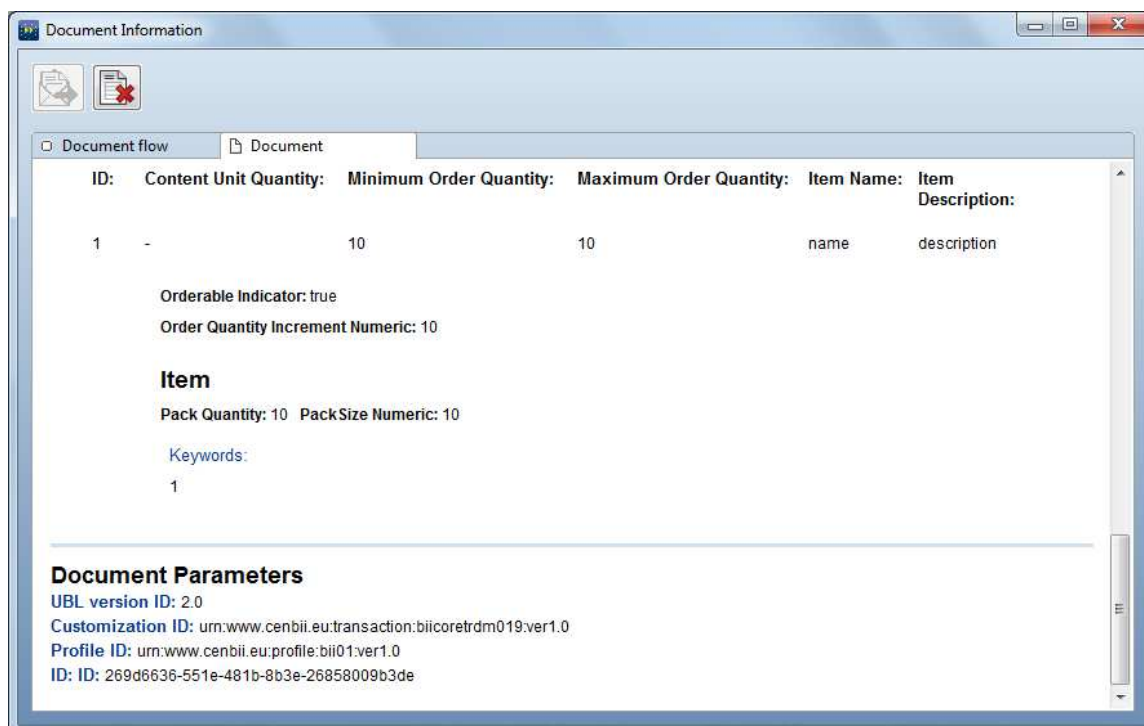 Document Information
Document flow Document
ID: Content Unit Quantity: Minimum Order Quantity: Maximum Order Quantity: Item Name: Item Description:
1 - 10 10 name description
Orderable Indicator: true
Order Quantity Increment Numeric: 10
Item
Pack Quantity: 10 PackSize Numeric: 10
Keywords:
1
Document Parameters
UBL version ID: 2.0
Customization ID: urn:www.cenbii.eu:transaction:biicoretrdm019:ver1.0
Profile ID: urn:www.cenbii.eu:profile:bii01:ver1.0
ID: ID: 269d6636-551e-481b-8b3e-26858009b3de